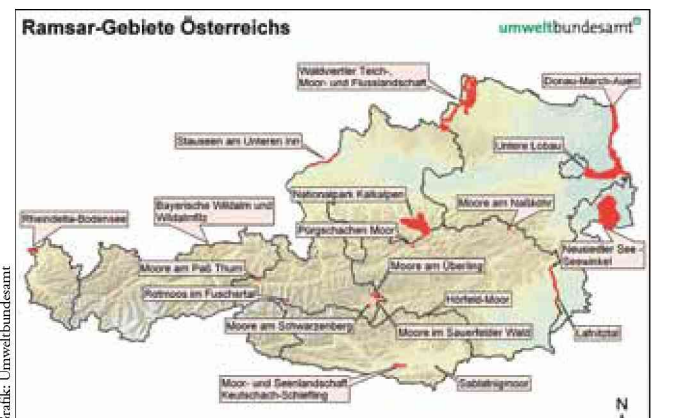 Ramsar-Gebiete Österreichs
umweltbundesamt
Waldviertler Teich-,
Moor- und Flusslandschaft
Donau-March-Auen
Stauseen am Unteren Inn
Untere Lobau
Nationalpark Kalkalpen
Bayerische Wildalm und
Wildalmfilz
Moore am Naßköhr
Rheindelta-Bodensee
Pürgschachen Moor
Neusiedler See -
Seewinkel
Moore am Paß Thurn
Moore am Überling
Rotmoos im Fuschertal
Hörfeld-Moor
Moore am Schwarzenberg
Moore im Sauerfelder Wald
Lafnitztal
Moor- und Seenlandschaft
Keutschach-Schiefling
Sablatnigmoor
N
Grafik: Umweltbundesamt